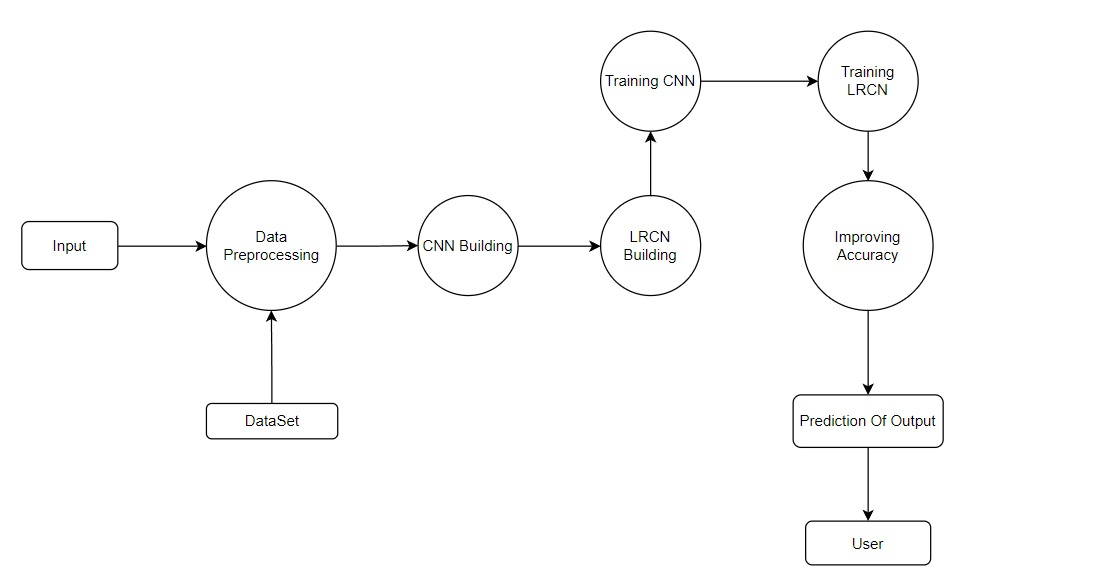 Input
Data
Preprocessing
DataSet
CNN Building
LRCN
Building
Training CNN
Training
LRCN
Improving
Accuracy
Prediction Of Output
User